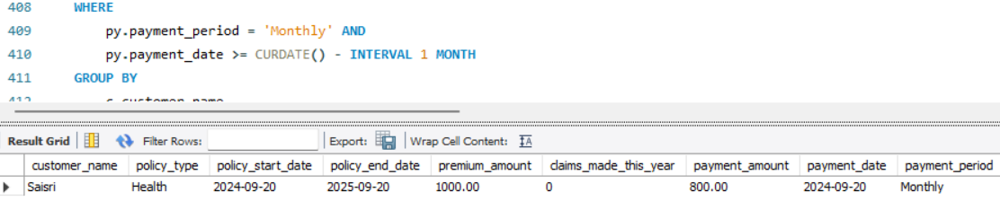 408 WHERE
409 py.payment_period = 'Monthly' AND
410 py.payment_date >= CURDATE() - INTERVAL 1 MONTH
411 GROUP BY
412 c.customer_name
Result Grid Filter Rows: Export: Wrap Cell Content: IA
customer_name policy_type policy_start_date policy_end_date premium_amount claims_made_this_year payment_amount payment_date payment_period
Saisri Health 2024-09-20 2025-09-20 1000.00 0 800.00 2024-09-20 Monthly